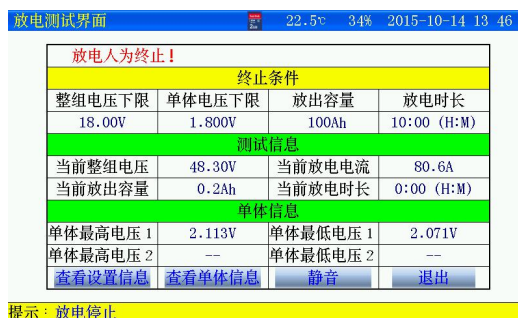 放电测试界面 22.5℃ 34% 2015-10-14 13 46
放电人为终止!
终止条件
整组电压下限 单体电压下限 放出容量 放电时长
18.00V 1.800V 100Ah 10:00 (H:M)
测试信息
当前整组电压 48.30V 当前放电电流 80.6A
当前放出容量 0.2Ah 当前放电时长 0:00 (H:M)
单体信息
单体最高电压1 2.113V 单体最低电压1 2.071V
单体最高电压2 -- 单体最低电压2 --
查看设置信息 查看单体信息 静音 退出
提示:放电停止